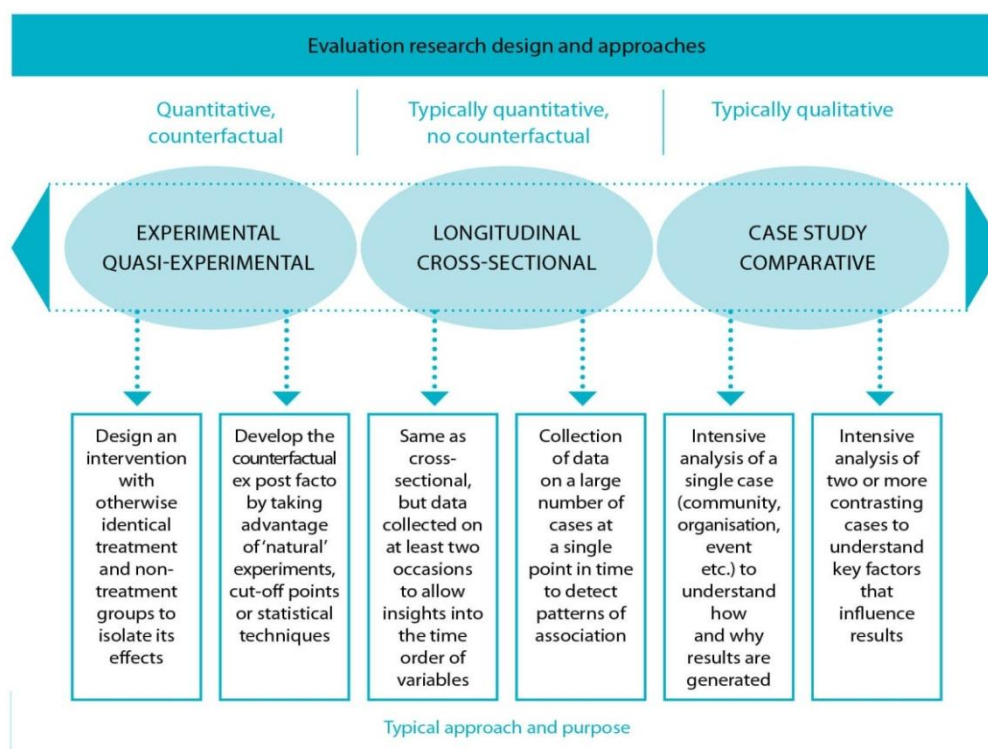 Evaluation research design and approaches
Quantitative,
counterfactual
Typically quantitative,
no counterfactual
Typically qualitative
EXPERIMENTAL
QUASI-EXPERIMENTAL
LONGITUDINAL
CROSS-SECTIONAL
CASE STUDY
COMPARATIVE
Design an
intervention
with
otherwise
identical
treatment
and non-
treatment
groups to
isolate its
effects
Develop the
counterfactual
ex post facto
by taking
advantage
of 'natural'
experiments,
cut-off points
or statistical
techniques
Same as
cross-
sectional,
but data
collected on
at least two
occasions
to allow
insights into
the time
order of
variables
Collection
of data
on a large
number of
cases at
a single
point in time
to detect
patterns of
association
Intensive
analysis of a
single case
(community,
organisation,
event
etc.) to
understand
how
and why
results are
generated
Intensive
analysis of
two or more
contrasting
cases to
understand
key factors
that
influence
results
Typical approach and purpose